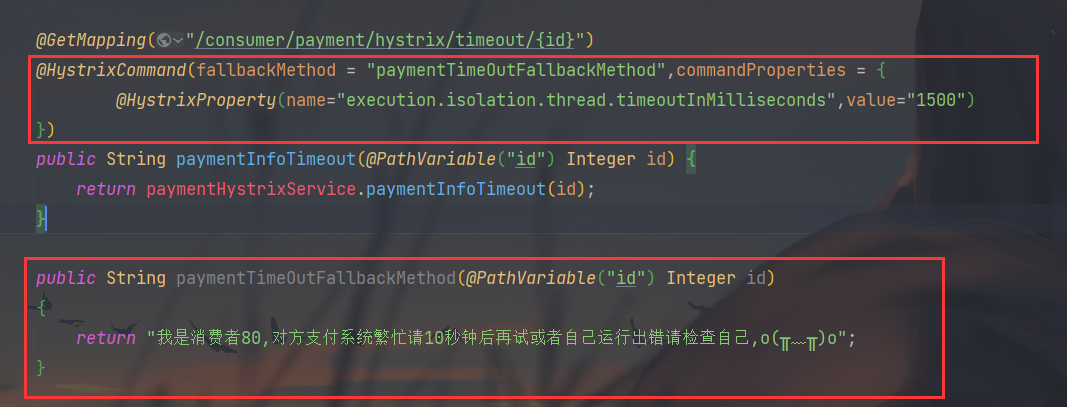 @GetMapping("/consumer/payment/hystrix/timeout/{id}")
@HystrixCommand(fallbackMethod = "paymentTimeOutFallbackMethod",commandProperties = {
        @HystrixProperty(name="execution.isolation.thread.timeoutInMilliseconds",value="1500")
})
public String paymentInfoTimeout(@PathVariable("id") Integer id) {
    return paymentHystrixService.paymentInfoTimeout(id);
}
public String paymentTimeOutFallbackMethod(@PathVariable("id") Integer id)
{
    return "我是消费者80,对方支付系统繁忙请10秒钟后再试或者自己运行出错请检查自己,o(╥﹏╥)o";
}